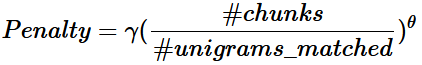 Penalty = γ(#chunks / #unigrams_matched)^θ